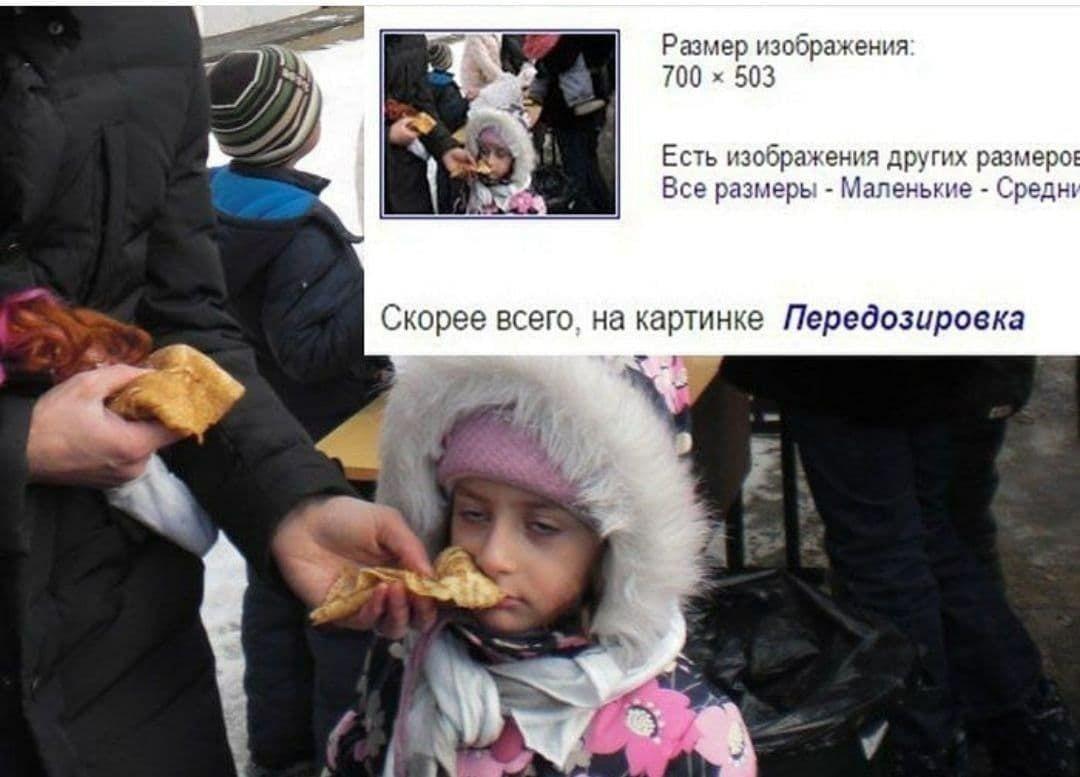 Размер изображения:
700 × 503
Есть изображения других размеров
Все размеры - Маленькие - Средни
Скорее всего, на картинке Передозировка